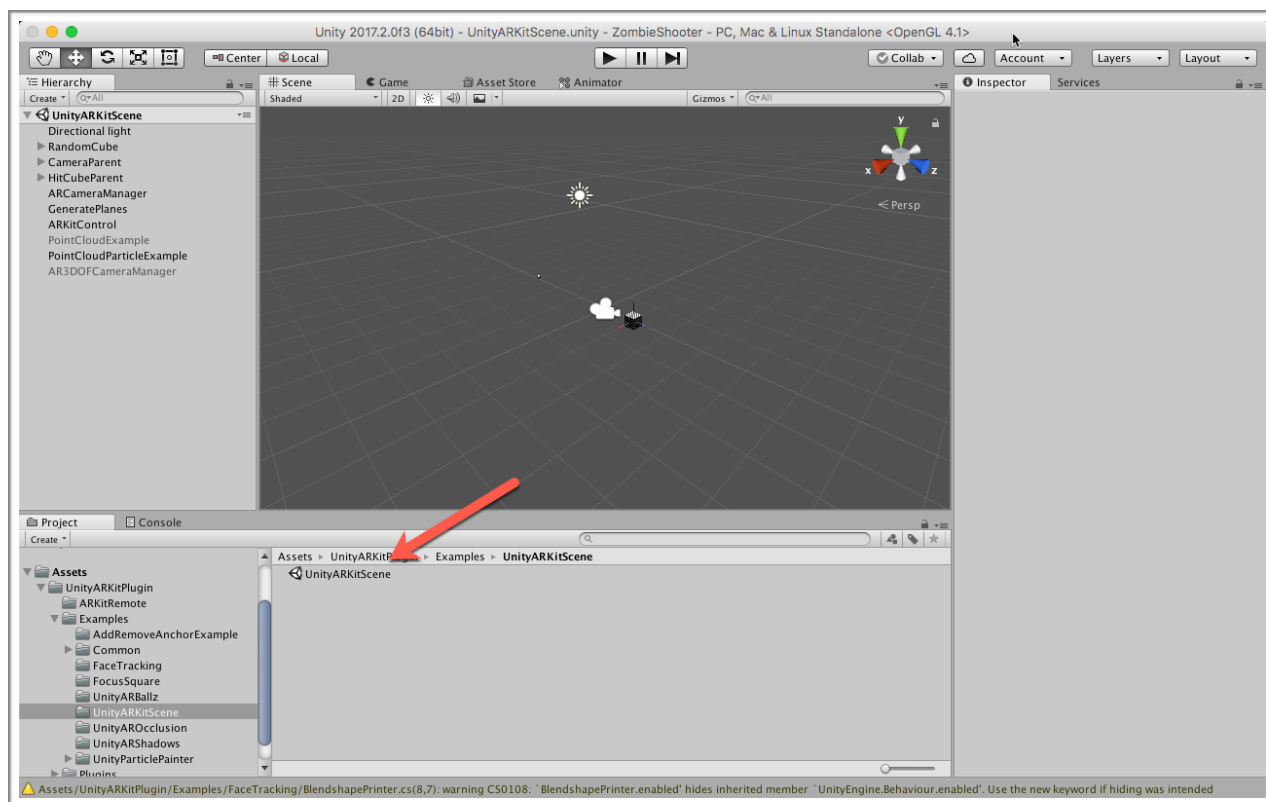 Unity 2017.2.0f3 (64bit) - UnityARKitScene.unity - ZombieShooter - PC, Mac & Linux Standalone <OpenGL 4.1>
Center Local Collab Account Layers Layout
Hierarchy
Create All
UnityARKitScene
Directional light
RandomCube
CameraParent
HitCubeParent
ARCameraManager
GeneratePlanes
ARKitControl
PointCloudExample
PointCloudParticleExample
AR3DOFCameraManager
Scene Game Asset Store Animator
Shaded 2D Gizmos All
y
x z
Persp
Inspector Services
Project Console
Create
Assets
UnityARKitPlugin
ARKitRemote
Examples
AddRemoveAnchorExample
Common
FaceTracking
FocusSquare
UnityARBallz
UnityARKitScene
UnityAROcclusion
UnityARShadows
UnityParticlePainter
Plugins
Assets UnityARKitPlugin Examples UnityARKitScene
UnityARKitScene
Assets/UnityARKitPlugin/Examples/FaceTracking/BlendshapePrinter.cs(8,7): warning CS0108: `BlendshapePrinter.enabled' hides inherited member `UnityEngine.Behaviour.enabled'. Use the new keyword if hiding was intended